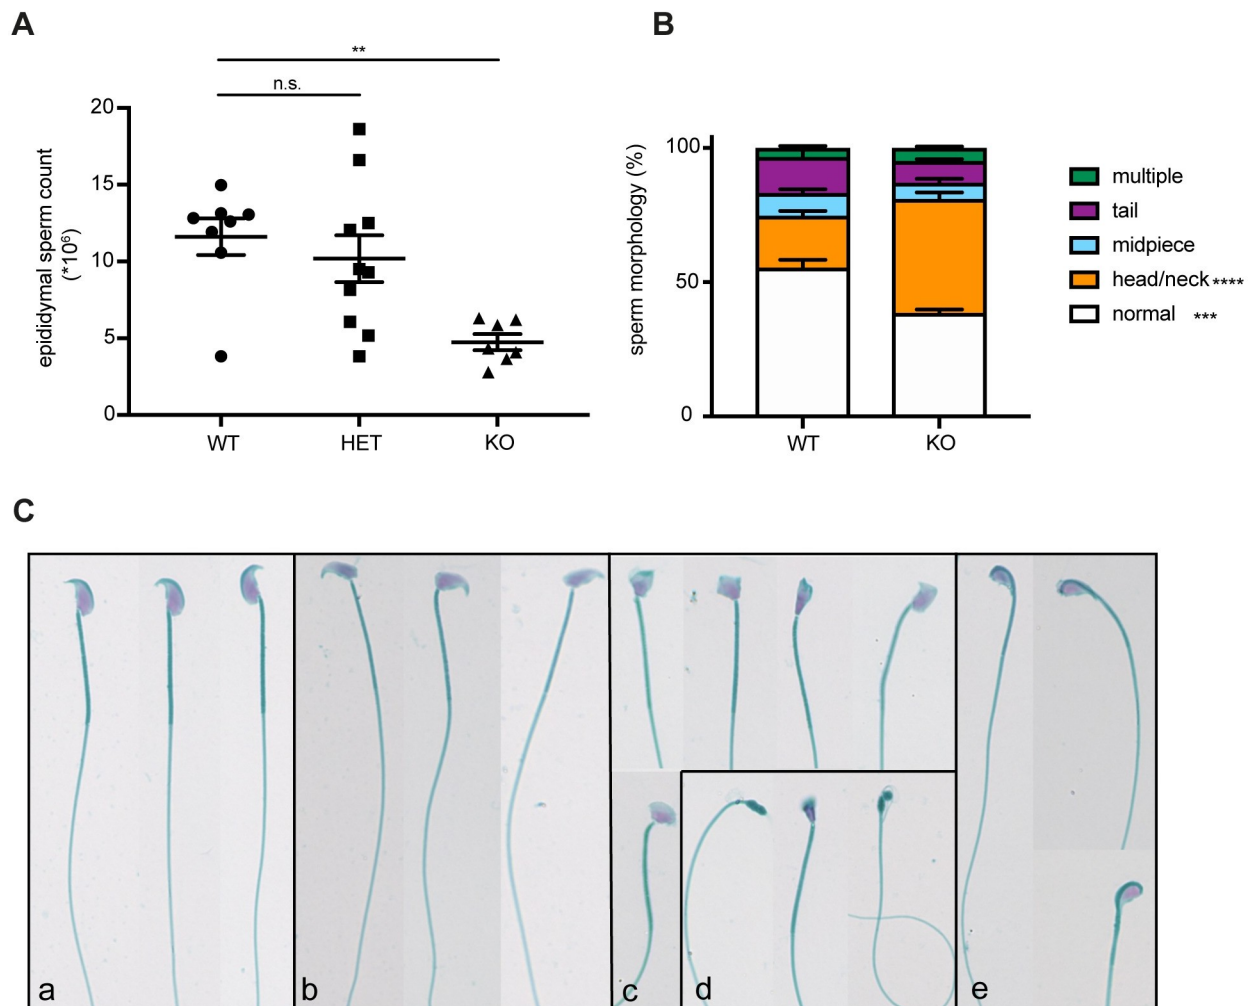 A
**
n.s.
20
15
10
5
0
epididymal sperm count
(*10⁶)
WT HET KO
B
100
50
0
sperm morphology (%)
WT KO
multiple
tail
midpiece
head/neck ****
normal ***
C
a b c d e